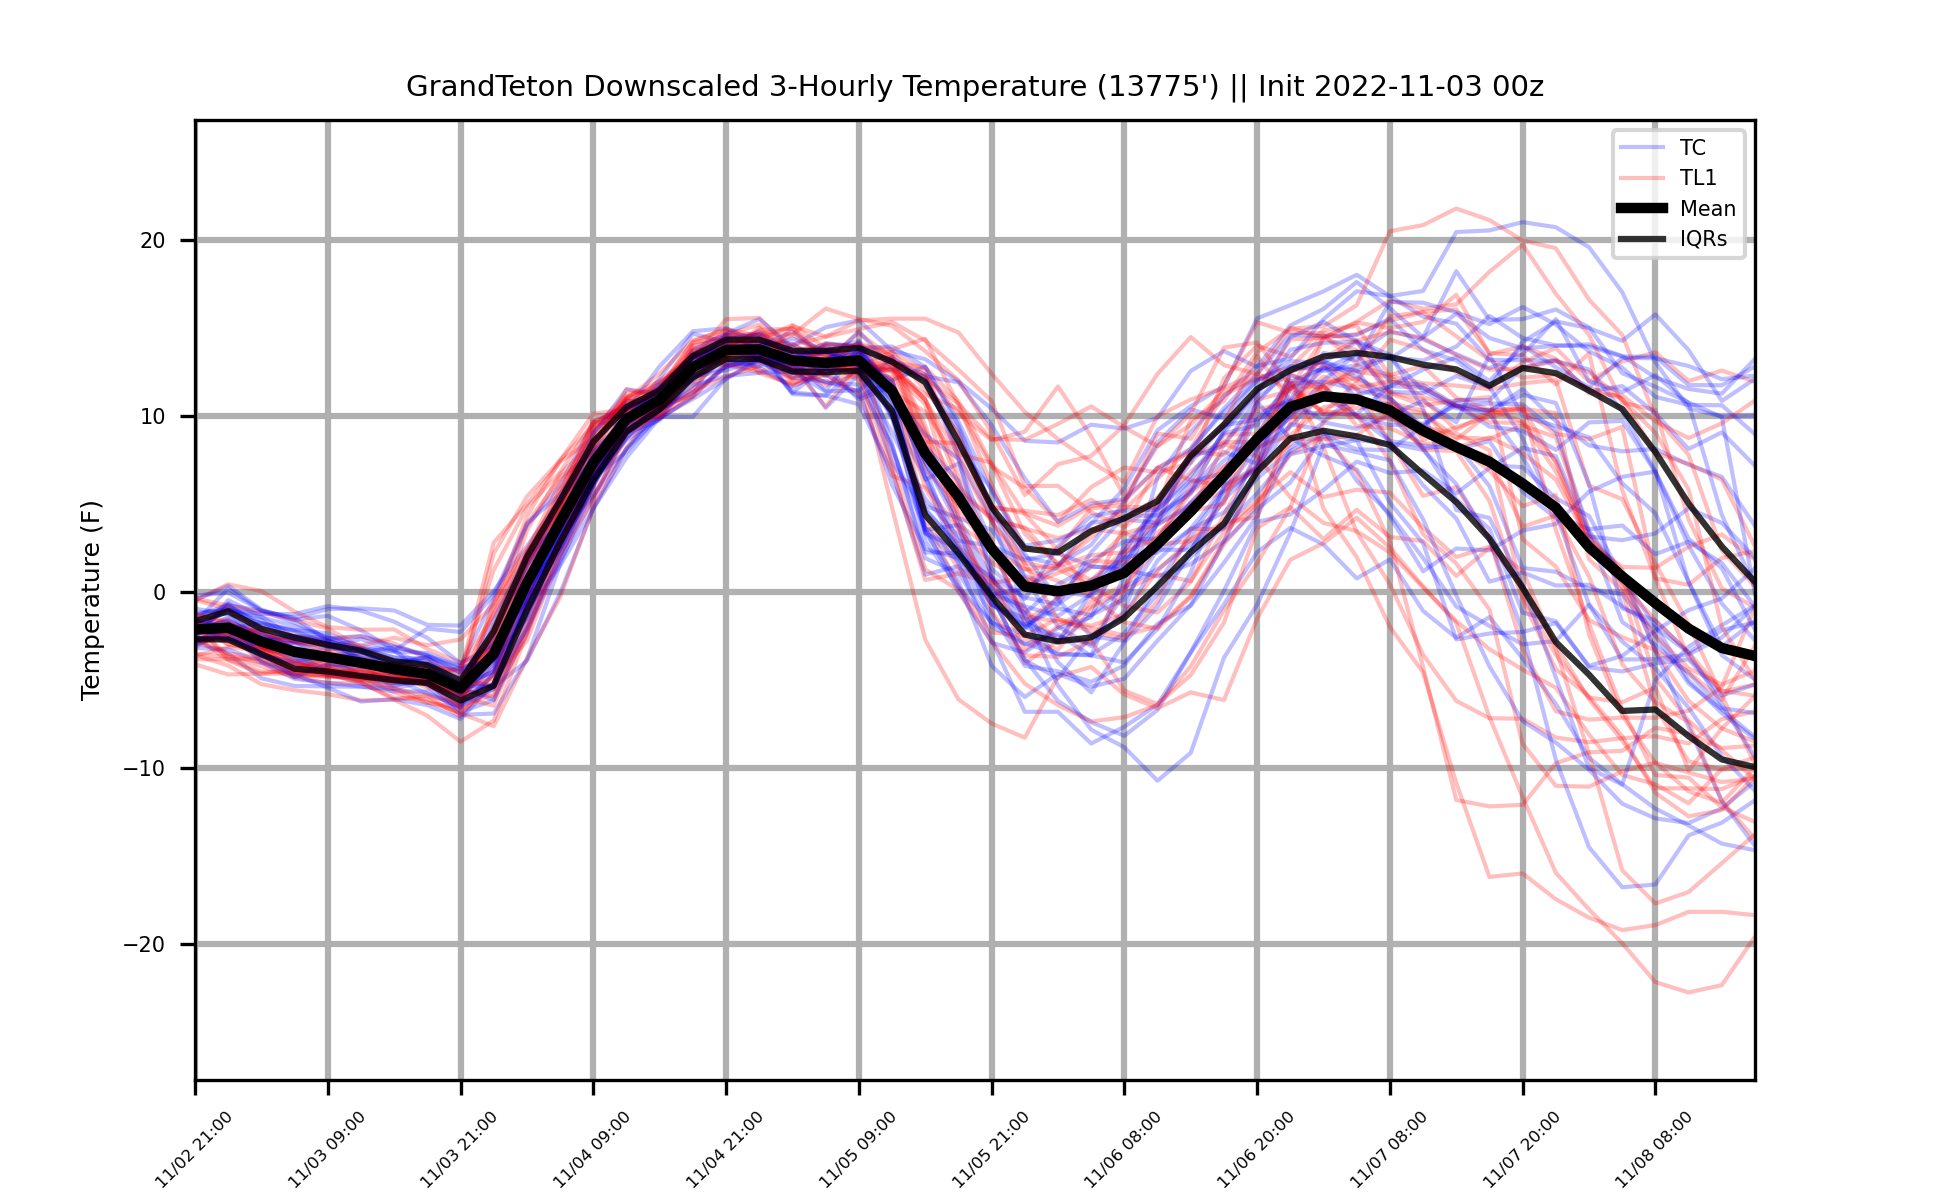 GrandTeton Downscaled 3-Hourly Temperature (13775') || Init 2022-11-03 00z
TC
TL1
Mean
IQRs
Temperature (F)
20
10
0
−10
−20
11/02 21:00
11/03 09:00
11/03 21:00
11/04 09:00
11/04 21:00
11/05 09:00
11/05 21:00
11/06 08:00
11/06 20:00
11/07 08:00
11/07 20:00
11/08 08:00